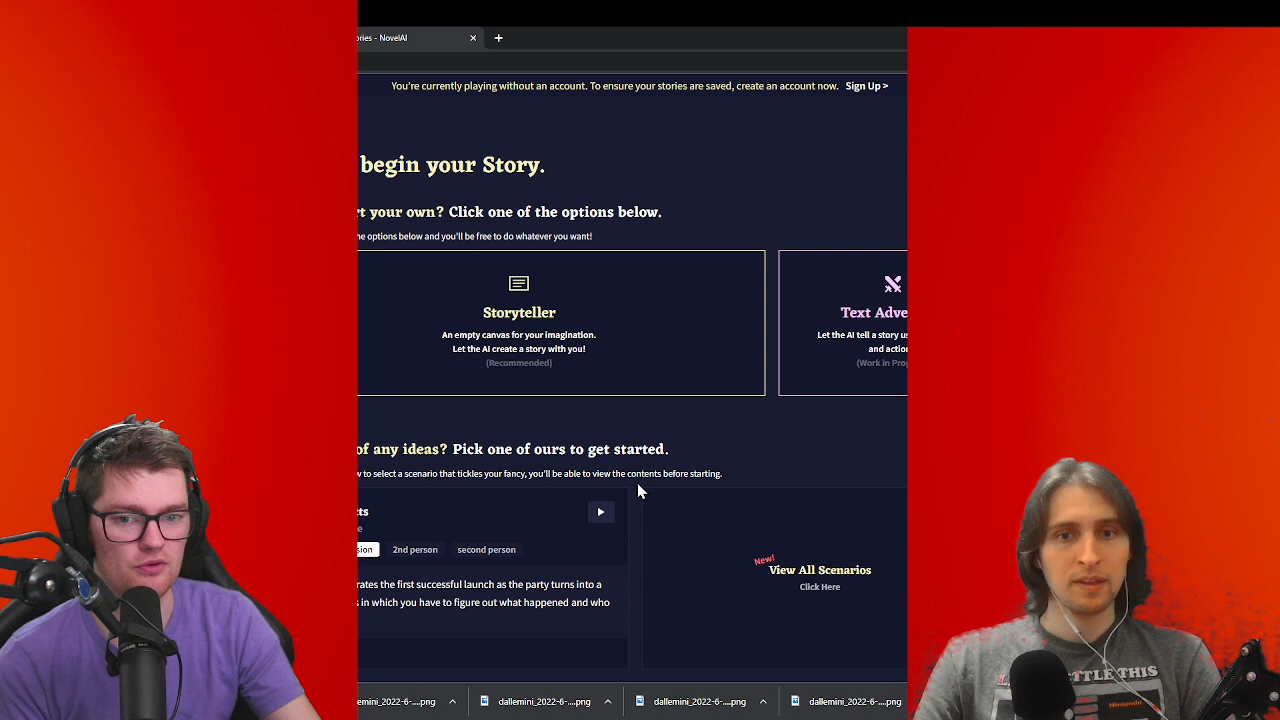 ories - NovelAI
You're currently playing without an account. To ensure your stories are saved, create an account now. Sign Up >
begin your Story.
rt your own? Click one of the options below.
he options below and you'll be free to do whatever you want!
Storyteller
An empty canvas for your imagination.
Let the AI create a story with you!
(Recommended)
Text Adve
Let the AI tell a story us
and action
(Work in Prog
of any ideas? Pick one of ours to get started.
w to select a scenario that tickles your fancy, you'll be able to view the contents before starting.
cts
e
sion
2nd person
second person
rates the first successful launch as the party turns into a
s in which you have to figure out what happened and who
New!
View All Scenarios
Click Here
emini_2022-6-....png
dallemini_2022-6-....png
dallemini_2022-6-....png
dallemini_2022-6-....png
TTLE THIS
Nintendo